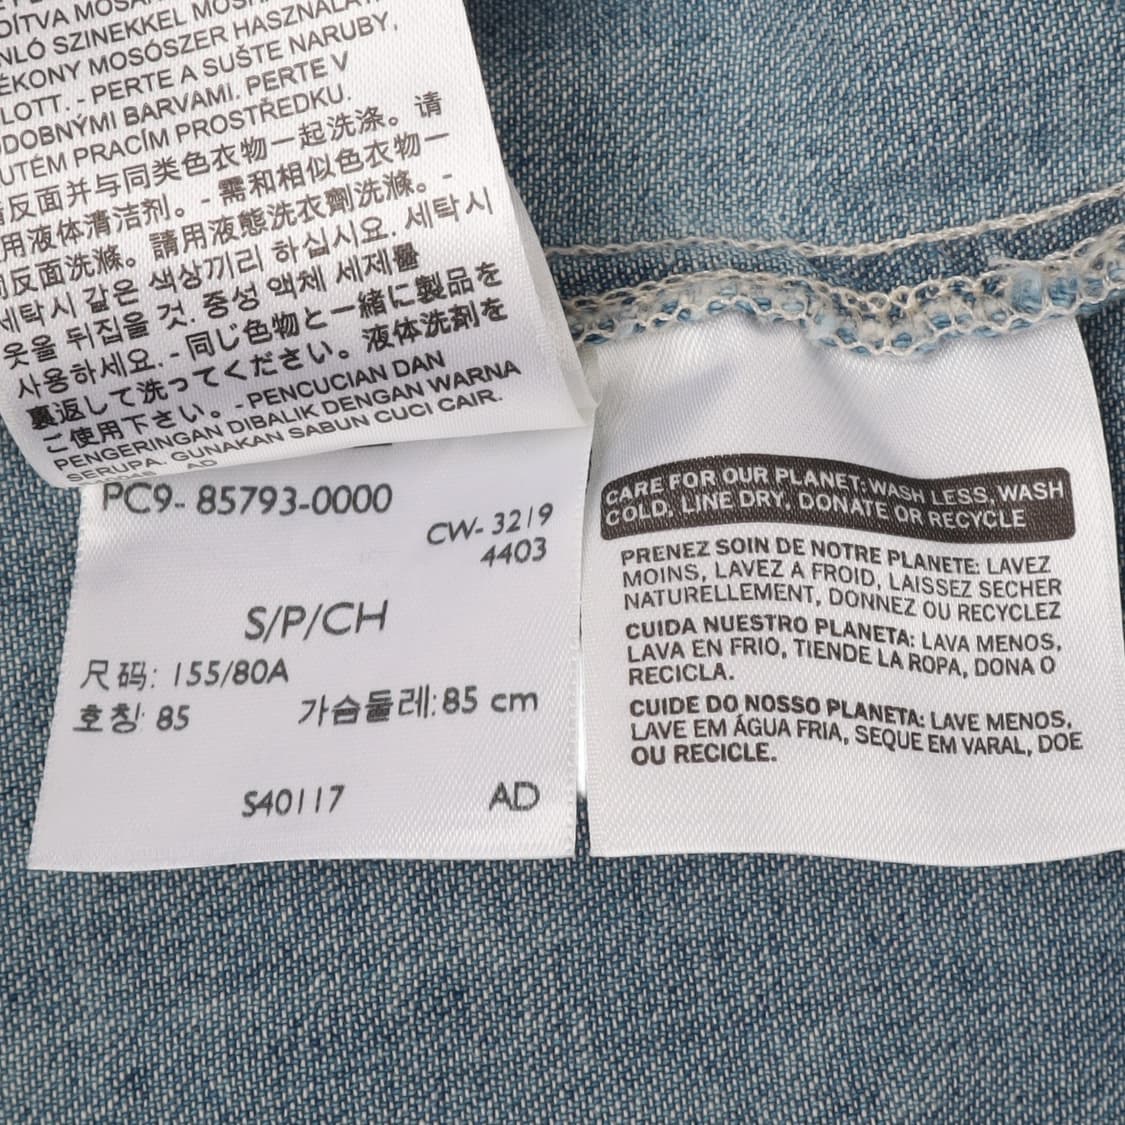 DÍTVA
NLÓ SZINEKKEL
ÉKONY MOSÓSZER
LOTT. - PERTE A SUŠTE NARUBY,
DOBNÝMI BARVAMI. PERTE V
UTÉM PRACÍM PROSTŘEDKU.
反面并与同类色衣物一起洗涤。请
用液体清洁剂。- 需和相似色衣物一
反面洗滌。請用液態洗衣劑洗滌。-
세탁시 같은 색상끼리 하십시요. 세탁시
옷을 뒤집을 것. 중성 액체 세제를
사용하세요. - 同じ色物と一緒に製品を
裏返して洗ってください。液体洗剤を
ご使用下さい。- PENCUCIAN DAN
PENGERINGAN DIBALIK DENGAN WARNA
SERUPA. GUNAKAN SABUN CUCI CAIR.
AD
PC9- 85793-0000
CW- 3219
4403
S/P/CH
尺码: 155/80A
호칭: 85 가슴둘레: 85 cm
S40117 AD
CARE FOR OUR PLANET: WASH LESS, WASH
COLD, LINE DRY, DONATE OR RECYCLE
PRENEZ SOIN DE NOTRE PLANETE: LAVEZ
MOINS, LAVEZ A FROID, LAISSEZ SECHER
NATURELLEMENT, DONNEZ OU RECYCLEZ
CUIDA NUESTRO PLANETA: LAVA MENOS,
LAVA EN FRIO, TIENDE LA ROPA, DONA O
RECICLA.
CUIDE DO NOSSO PLANETA: LAVE MENOS,
LAVE EM ÁGUA FRIA, SEQUE EM VARAL, DOE
OU RECICLE.